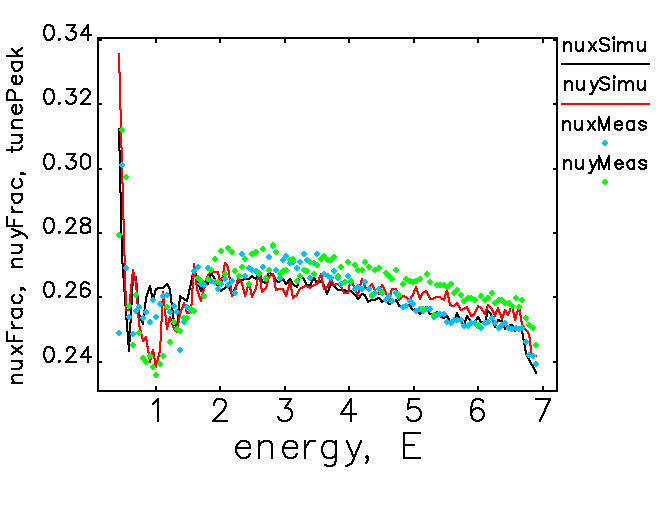 nuxFrac, nuyFrac, tunePeak
0.34
0.32
0.30
0.28
0.26
0.24
1 2 3 4 5 6 7
energy, E
nuxSimu
nuySimu
nuxMeas
nuyMeas